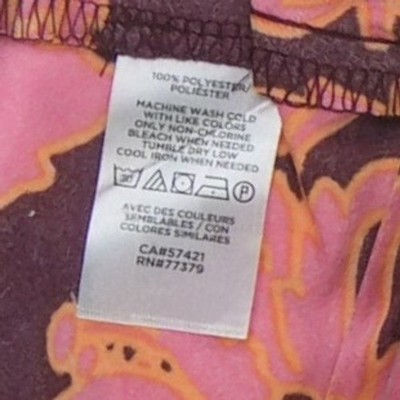 100% POLYESTER/
POLIÉSTER
MACHINE WASH COLD
WITH LIKE COLORS
ONLY NON-CHLORINE
BLEACH WHEN NEEDED
TUMBLE DRY LOW
COOL IRON WHEN NEEDED
P
AVEC DES COULEURS
SEMBLABLES / CON
COLORES SIMILARES
CA#57421
RN#77379